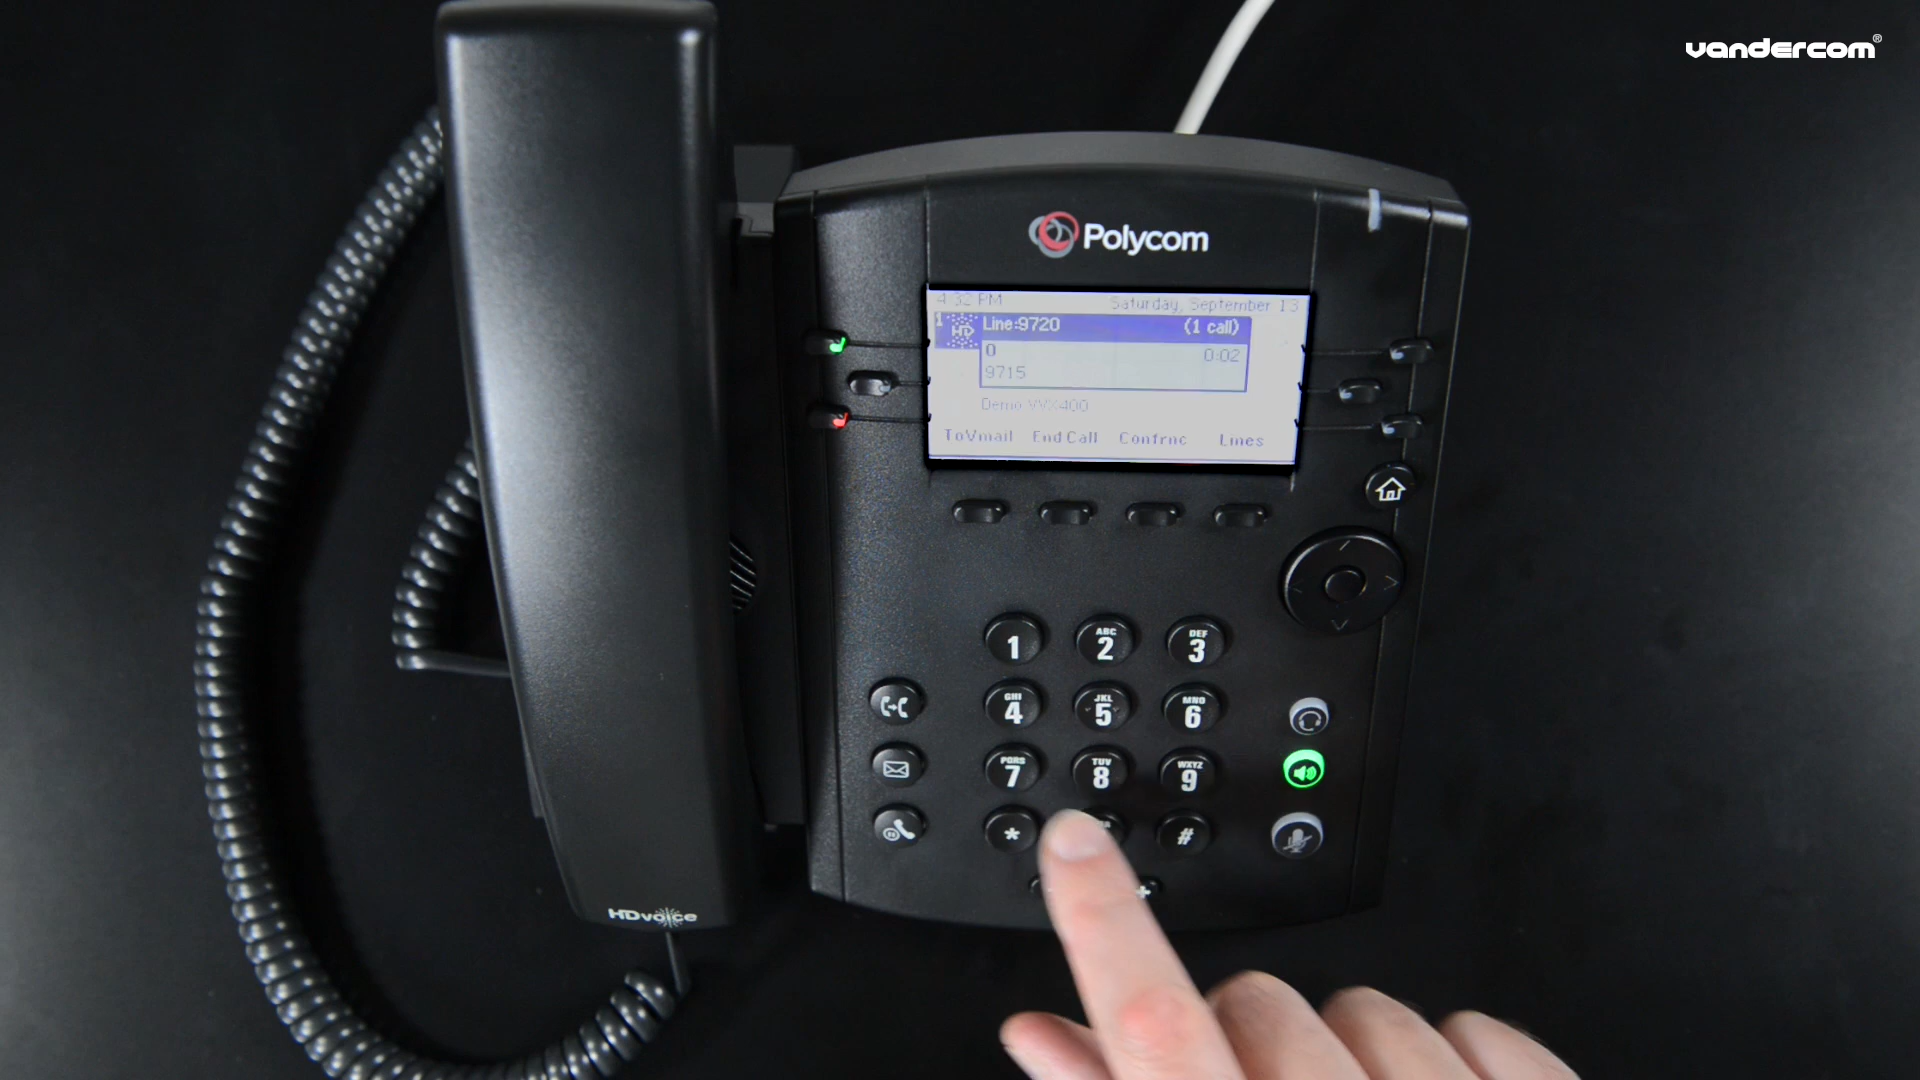 vandercom®
Polycom
4:32 PM Saturday, September 13
1 HD Line:9720 (1 call)
0 0:02
9715
Demo VVX400
ToVmail End Call Confrnc Lines
1 ABC 2 DEF 3
GHI 4 JKL 5 MNO 6
PQRS 7 TUV 8 WXYZ 9
* #
+
HDvoice